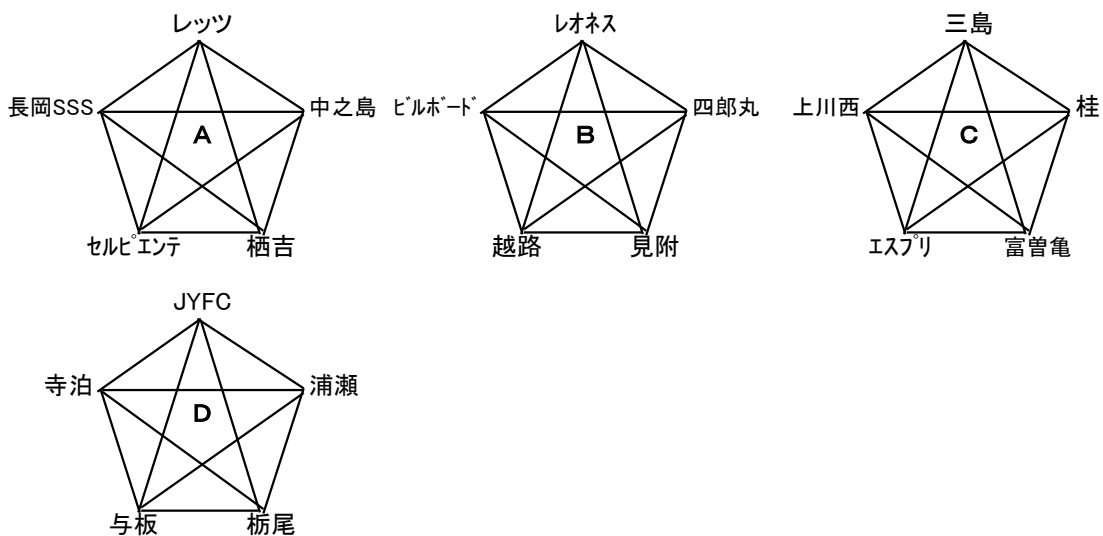 レッツ
長岡SSS
中之島
A
セルピエンテ
栖吉
レオネス
ビルボード
四郎丸
B
越路
見附
三島
上川西
桂
C
エスプリ
富曽亀
JYFC
寺泊
浦瀬
D
与板
栃尾